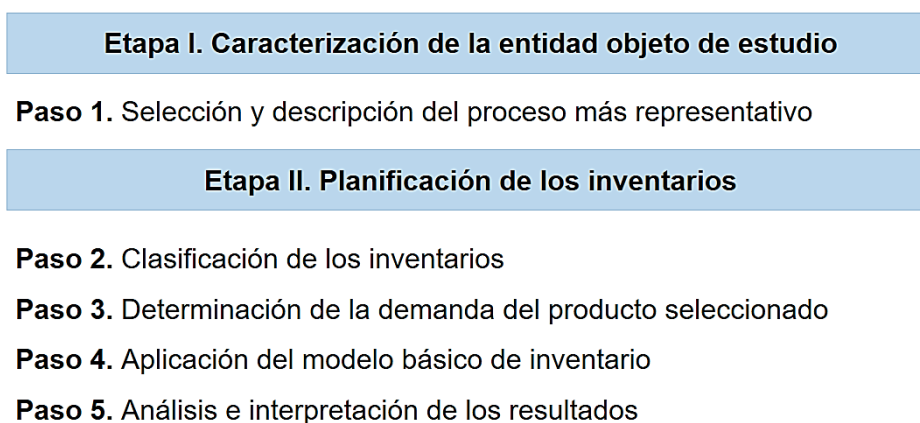 Etapa I. Caracterización de la entidad objeto de estudio
Paso 1. Selección y descripción del proceso más representativo
Etapa II. Planificación de los inventarios
Paso 2. Clasificación de los inventarios
Paso 3. Determinación de la demanda del producto seleccionado
Paso 4. Aplicación del modelo básico de inventario
Paso 5. Análisis e interpretación de los resultados